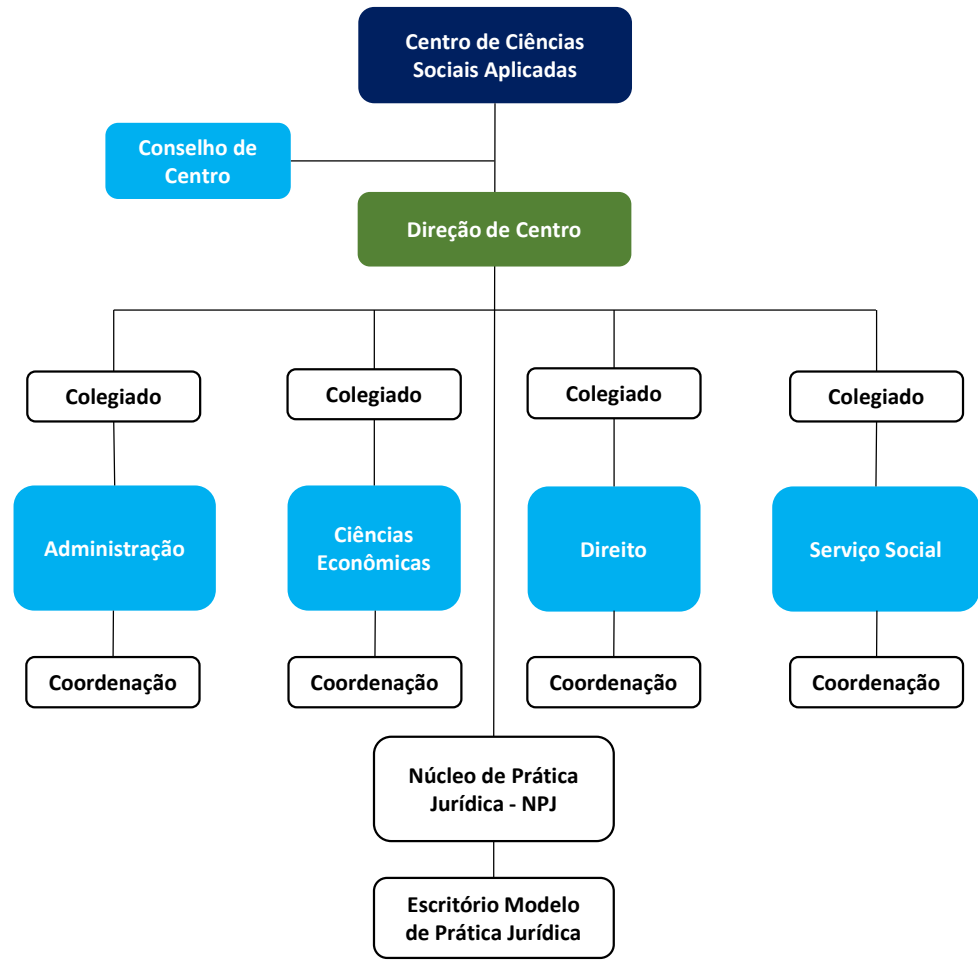 Centro de Ciências
Sociais Aplicadas
Conselho de
Centro
Direção de Centro
Colegiado
Colegiado
Colegiado
Colegiado
Administração
Ciências
Econômicas
Direito
Serviço Social
Coordenação
Coordenação
Coordenação
Coordenação
Núcleo de Prática
Jurídica - NPJ
Escritório Modelo
de Prática Jurídica